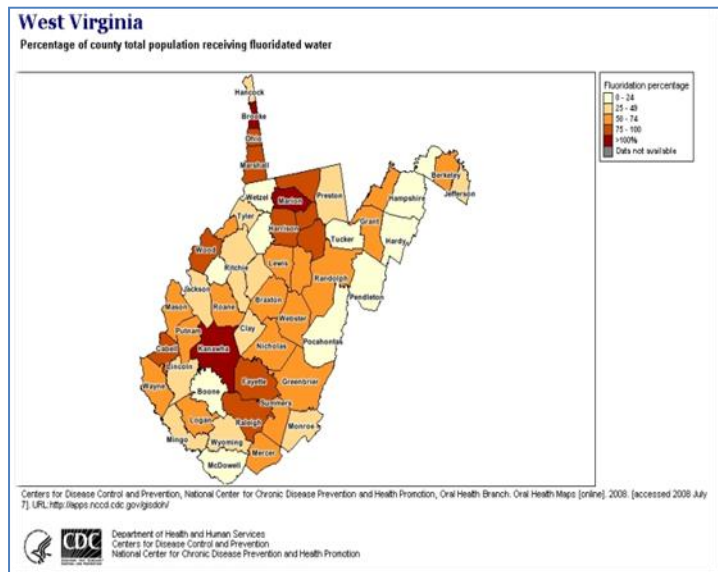 West Virginia
Percentage of county total population receiving fluoridated water
Fluoridation percentage
0 - 24
25 - 49
50 - 74
75 - 100
>100%
Data not available
Hancock
Brooke
Ohio
Marshall
Wetzel
Marion
Preston
Berkeley
Jefferson
Hampshire
Tyler
Harrison
Tucker
Grant
Hardy
Wood
Ritchie
Lewis
Randolph
Pendleton
Jackson
Mason
Roane
Braxton
Webster
Putnam
Clay
Pocahontas
Cabell
Kanawha
Nicholas
Lincoln
Wayne
Boone
Fayette
Greenbrier
Summers
Logan
Raleigh
Monroe
Mingo
Wyoming
Mercer
McDowell
Centers for Disease Control and Prevention, National Center for Chronic Disease Prevention and Health Promotion, Oral Health Branch. Oral Health Maps [online]. 2008. [accessed 2008 July
7]. URL:http://apps.nccd.cdc.gov/gisdoh/
CDC
Department of Health and Human Services
Centers for Disease Control and Prevention
National Center for Chronic Disease Prevention and Health Promotion